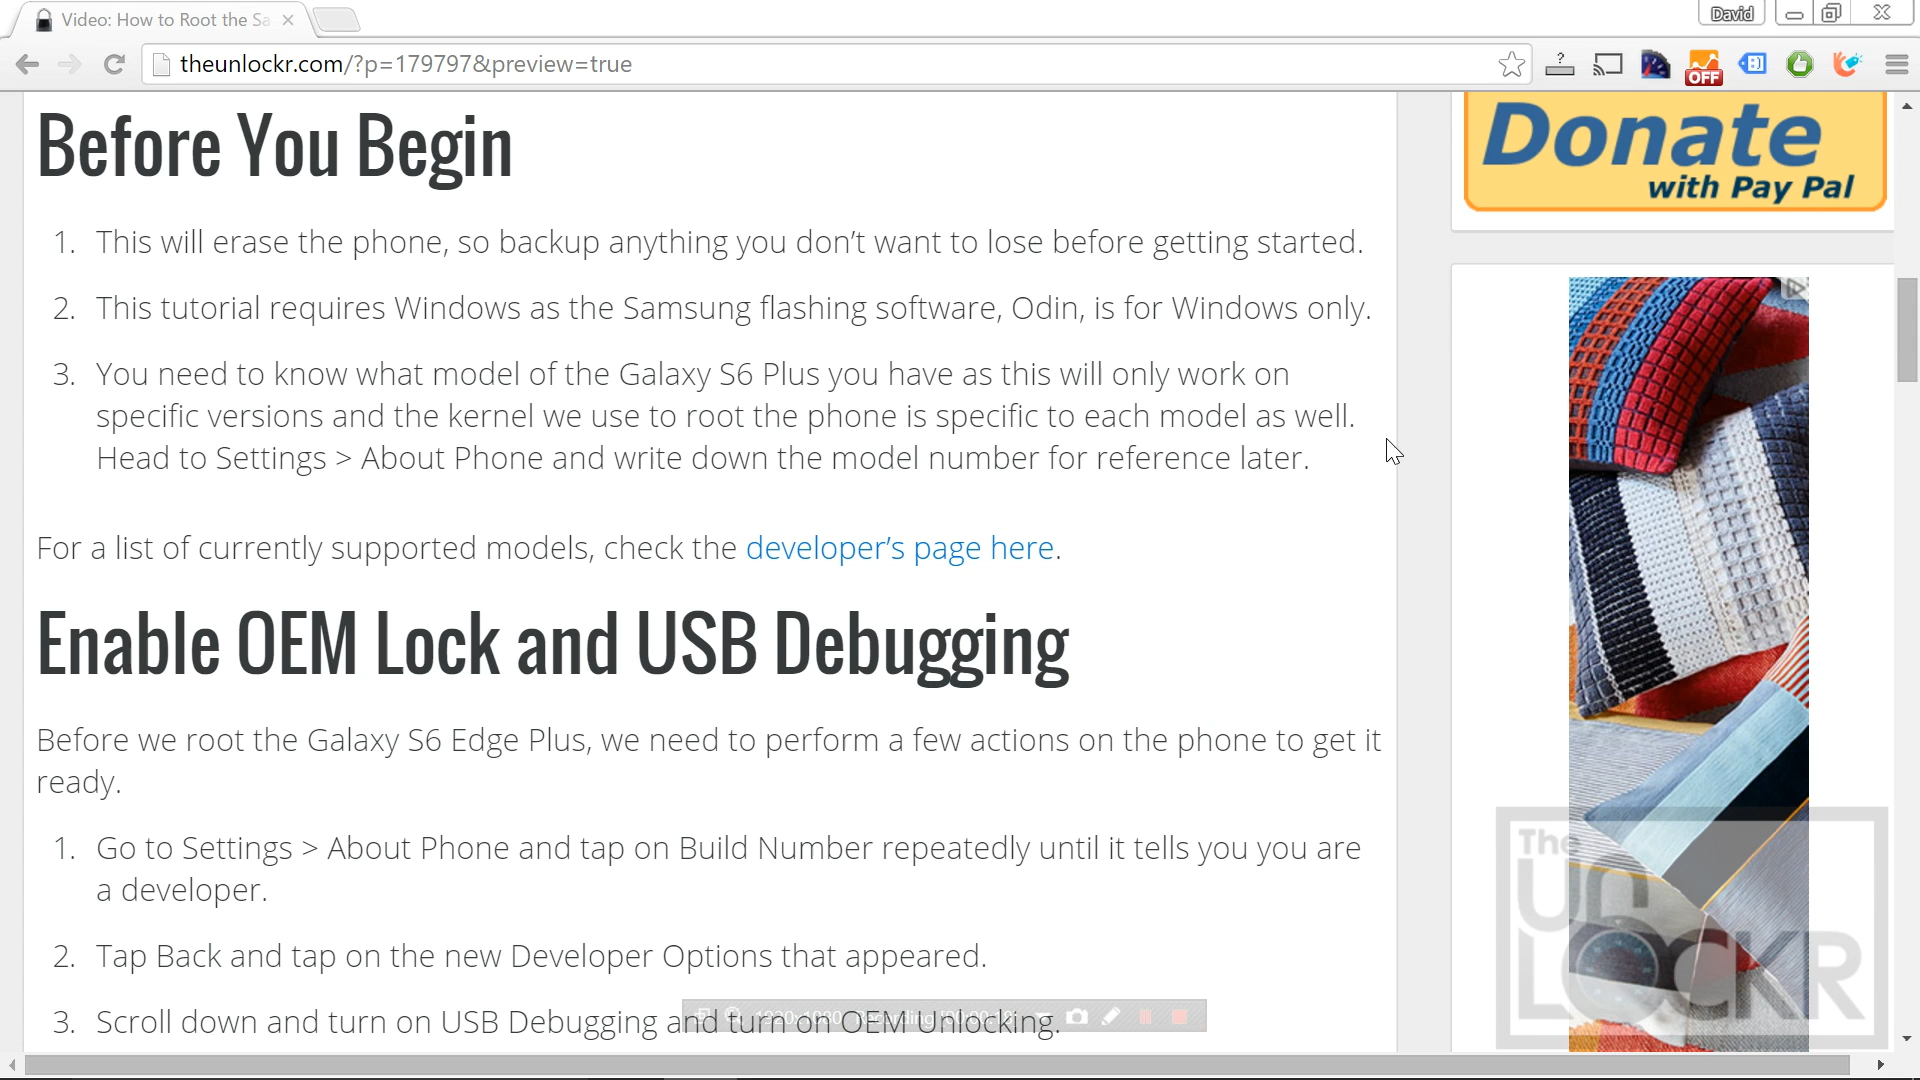 Video: How to Root the Sa
David
theunlockr.com/?p=179797&preview=true
OFF
Before You Begin
Donate
with Pay Pal
1. This will erase the phone, so backup anything you don’t want to lose before getting started.
2. This tutorial requires Windows as the Samsung flashing software, Odin, is for Windows only.
3. You need to know what model of the Galaxy S6 Plus you have as this will only work on
specific versions and the kernel we use to root the phone is specific to each model as well.
Head to Settings > About Phone and write down the model number for reference later.
For a list of currently supported models, check the developer’s page here.
Enable OEM Lock and USB Debugging
Before we root the Galaxy S6 Edge Plus, we need to perform a few actions on the phone to get it
ready.
1. Go to Settings > About Phone and tap on Build Number repeatedly until it tells you you are
a developer.
2. Tap Back and tap on the new Developer Options that appeared.
3. Scroll down and turn on USB Debugging and turn on OEM Unlocking.
The
UN
LOCKR